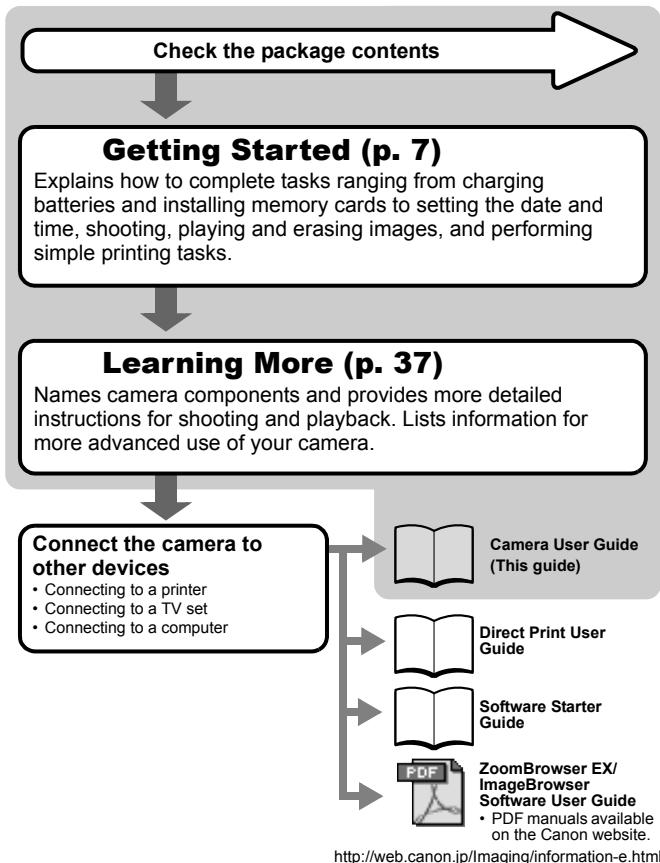 Check the package contents
Getting Started (p. 7)
Explains how to complete tasks ranging from charging
batteries and installing memory cards to setting the date and
time, shooting, playing and erasing images, and performing
simple printing tasks.
Learning More (p. 37)
Names camera components and provides more detailed
instructions for shooting and playback. Lists information for
more advanced use of your camera.
Connect the camera to
other devices
• Connecting to a printer
• Connecting to a TV set
• Connecting to a computer
Camera User Guide
(This guide)
Direct Print User
Guide
Software Starter
Guide
PDF
ZoomBrowser EX/
ImageBrowser
Software User Guide
• PDF manuals available
on the Canon website.
http://web.canon.jp/Imaging/information-e.html